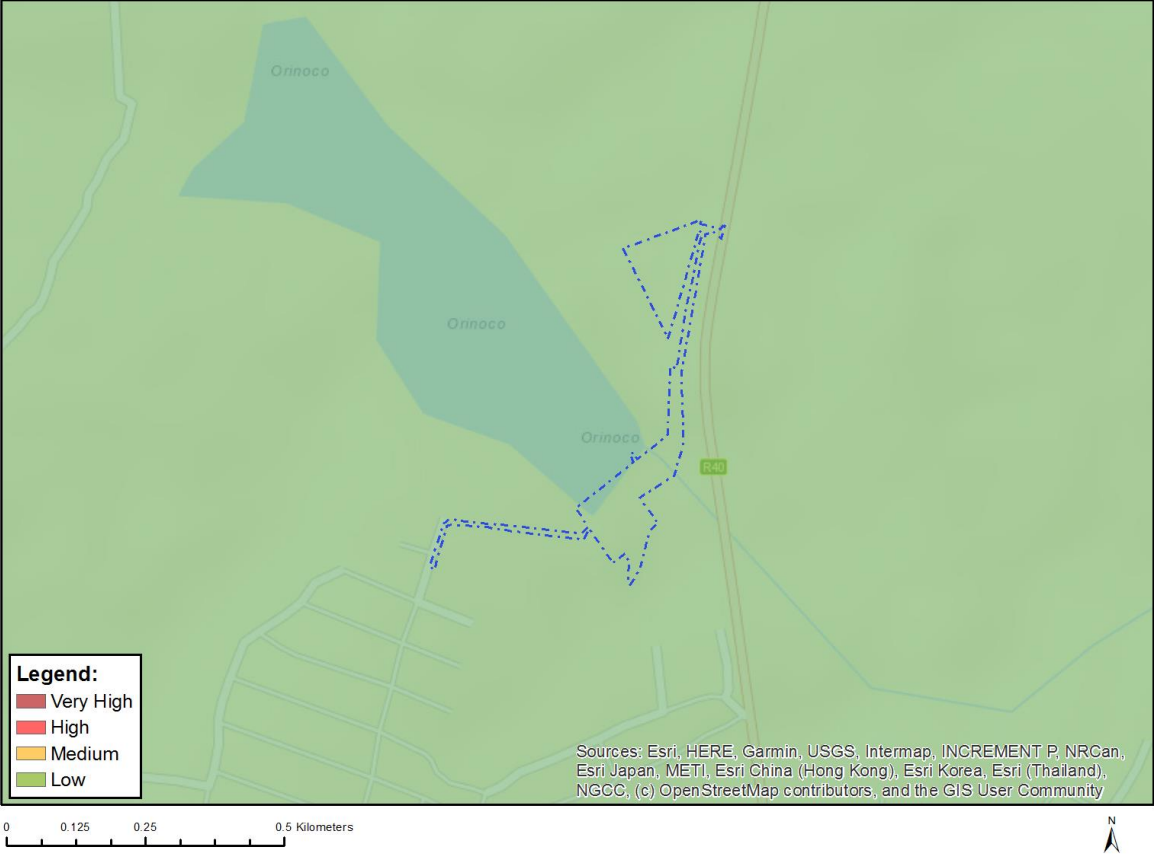 Orinoco
Orinoco
Orinoco
R40
Legend:
Very High
High
Medium
Low
Sources: Esri, HERE, Garmin, USGS, Intermap, INCREMENT P, NRCan,
Esri Japan, METI, Esri China (Hong Kong), Esri Korea, Esri (Thailand),
NGCC, (c) OpenStreetMap contributors, and the GIS User Community
0 0.125 0.25 0.5 Kilometers
N